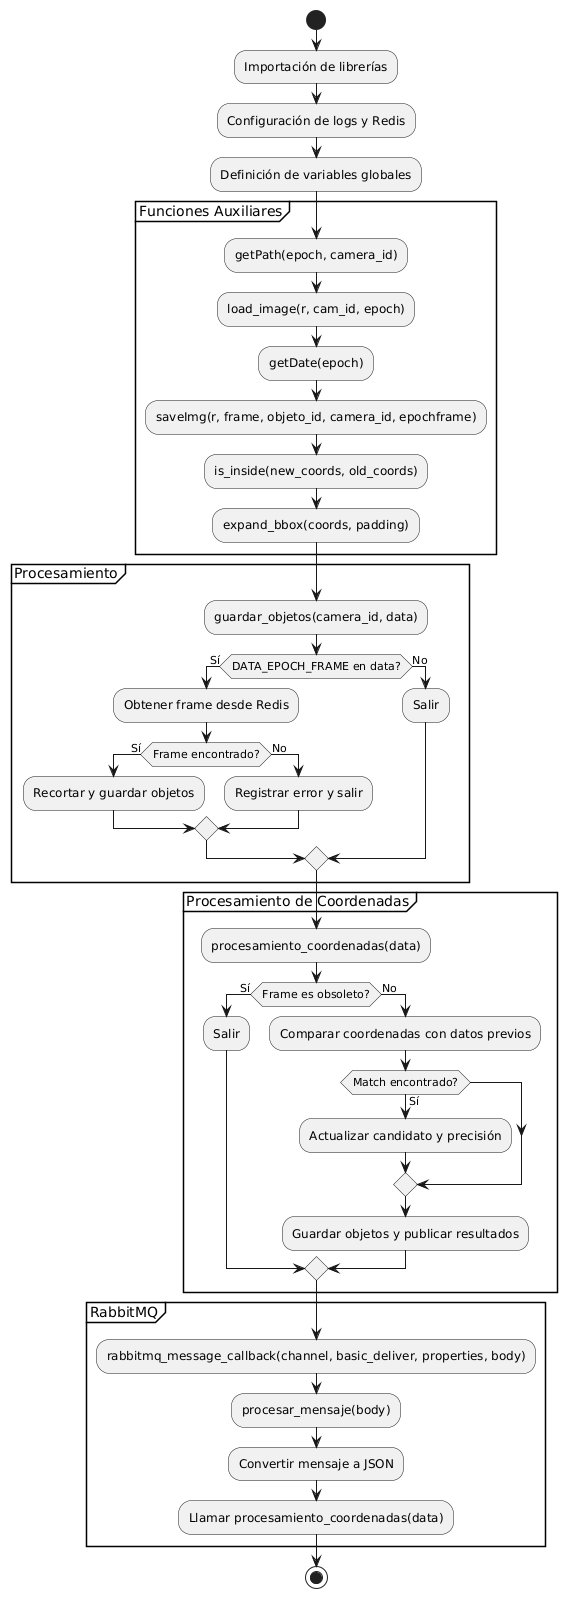 Importación de librerías
Configuración de logs y Redis
Definición de variables globales
Funciones Auxiliares
getPath(epoch, camera_id)
load_image(r, cam_id, epoch)
getDate(epoch)
saveImg(r, frame, objeto_id, camera_id, epochframe)
is_inside(new_coords, old_coords)
expand_bbox(coords, padding)
Procesamiento
guardar_objetos(camera_id, data)
Sí
DATA_EPOCH_FRAME en data?
No
Obtener frame desde Redis
Salir
Sí
Frame encontrado?
No
Recortar y guardar objetos
Registrar error y salir
Procesamiento de Coordenadas
procesamiento_coordenadas(data)
Sí
Frame es obsoleto?
No
Salir
Comparar coordenadas con datos previos
Match encontrado?
Sí
Actualizar candidato y precisión
Guardar objetos y publicar resultados
RabbitMQ
rabbitmq_message_callback(channel, basic_deliver, properties, body)
procesar_mensaje(body)
Convertir mensaje a JSON
Llamar procesamiento_coordenadas(data)